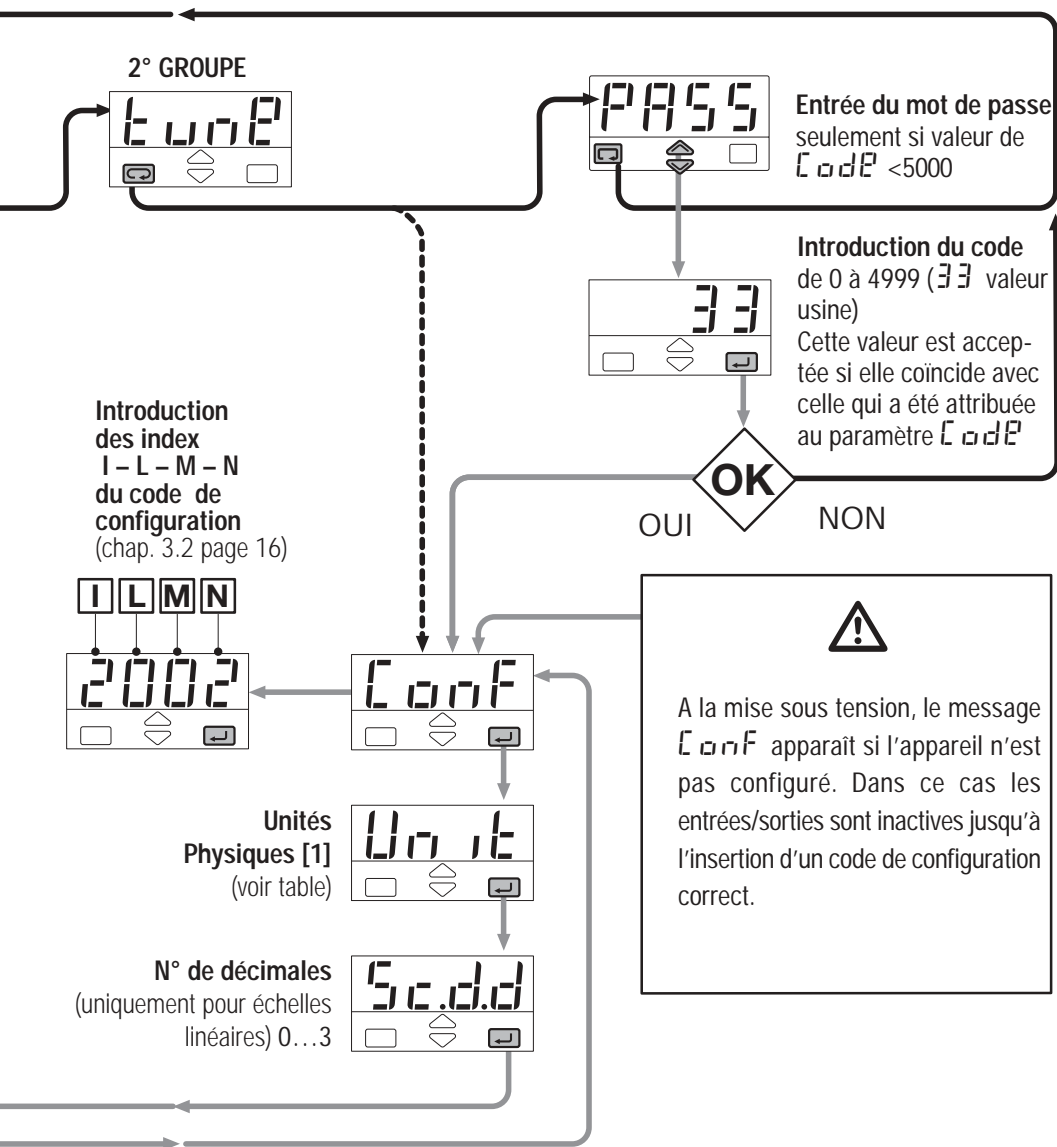 2° GROUPE
tunE
PASS
Entrée du mot de passe
seulement si valeur de
CodE <5000
33
Introduction du code
de 0 à 4999 (33 valeur
usine)
Cette valeur est accep-
tée si elle coïncide avec
celle qui a été attribuée
au paramètre CodE
OK
OUI
NON
Introduction
des index
I – L – M – N
du code de
configuration
(chap. 3.2 page 16)
I L M N
2002
ConF
A la mise sous tension, le message
ConF apparaît si l'appareil n'est
pas configuré. Dans ce cas les
entrées/sorties sont inactives jusqu'à
l'insertion d'un code de configuration
correct.
Unités
Physiques [1]
(voir table)
Unit
N° de décimales
(uniquement pour échelles
linéaires) 0…3
Sc.d.d